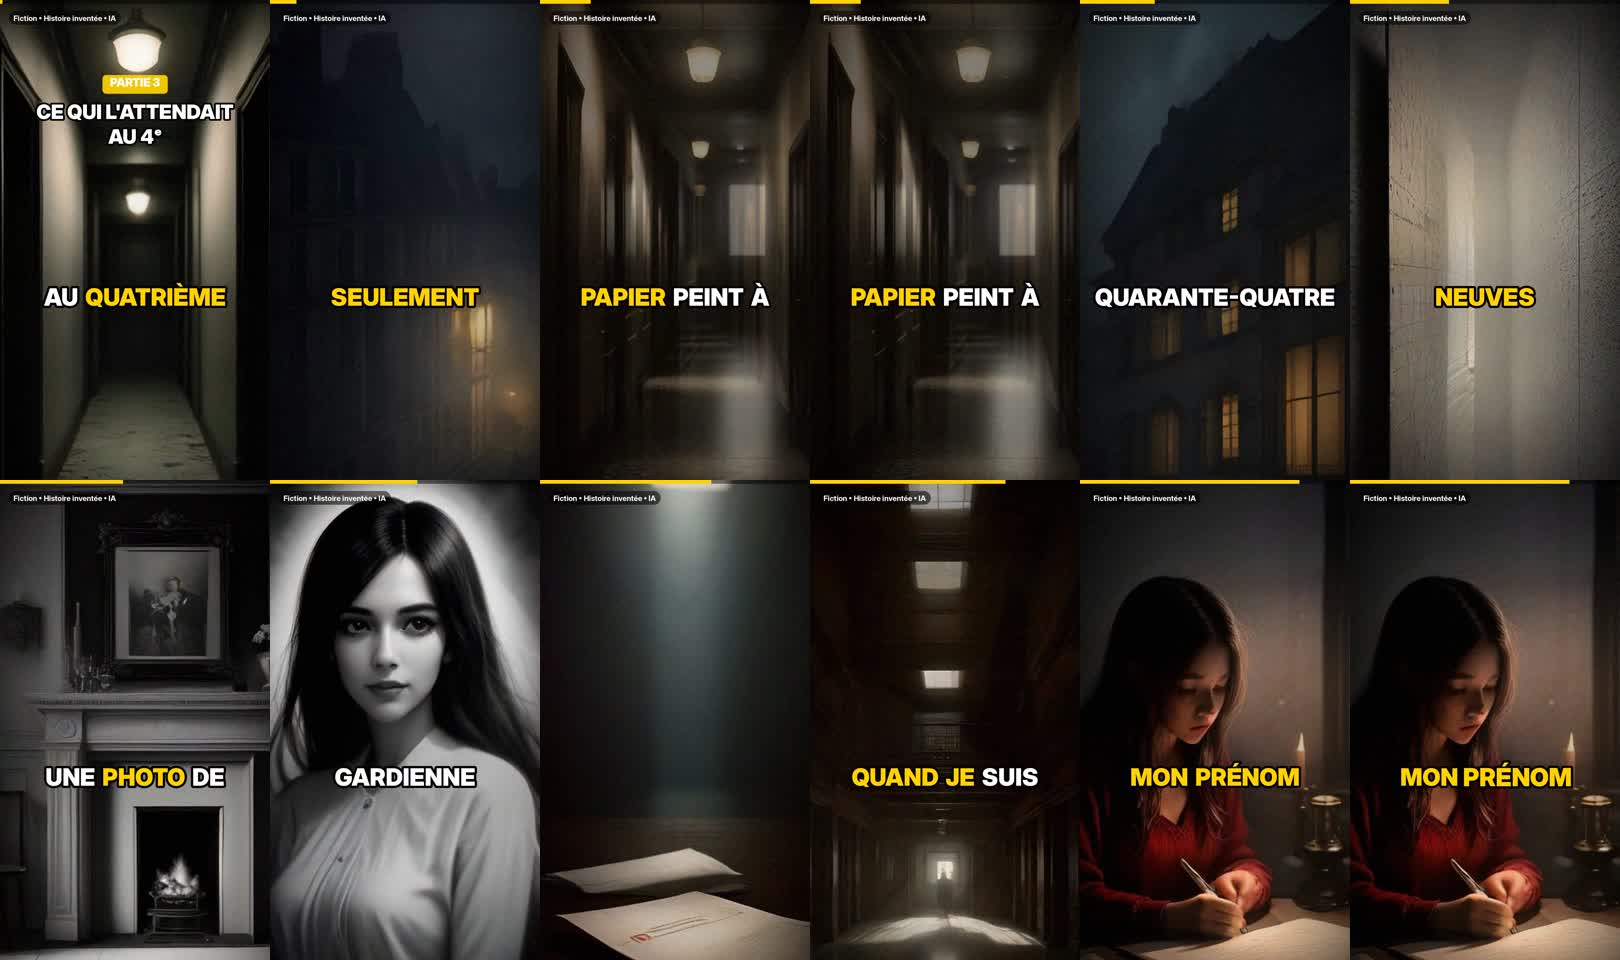 Fiction • Histoire inventée • IA
PARTIE 3
CE QUI L'ATTENDAIT
AU 4e
AU QUATRIÈME
Fiction • Histoire inventée • IA
SEULEMENT
Fiction • Histoire inventée • IA
PAPIER PEINT À
Fiction • Histoire inventée • IA
PAPIER PEINT À
Fiction • Histoire inventée • IA
QUARANTE-QUATRE
Fiction • Histoire inventée • IA
NEUVES
Fiction • Histoire inventée • IA
UNE PHOTO DE
Fiction • Histoire inventée • IA
GARDIENNE
Fiction • Histoire inventée • IA
Fiction • Histoire inventée • IA
QUAND JE SUIS
Fiction • Histoire inventée • IA
MON PRÉNOM
Fiction • Histoire inventée • IA
MON PRÉNOM